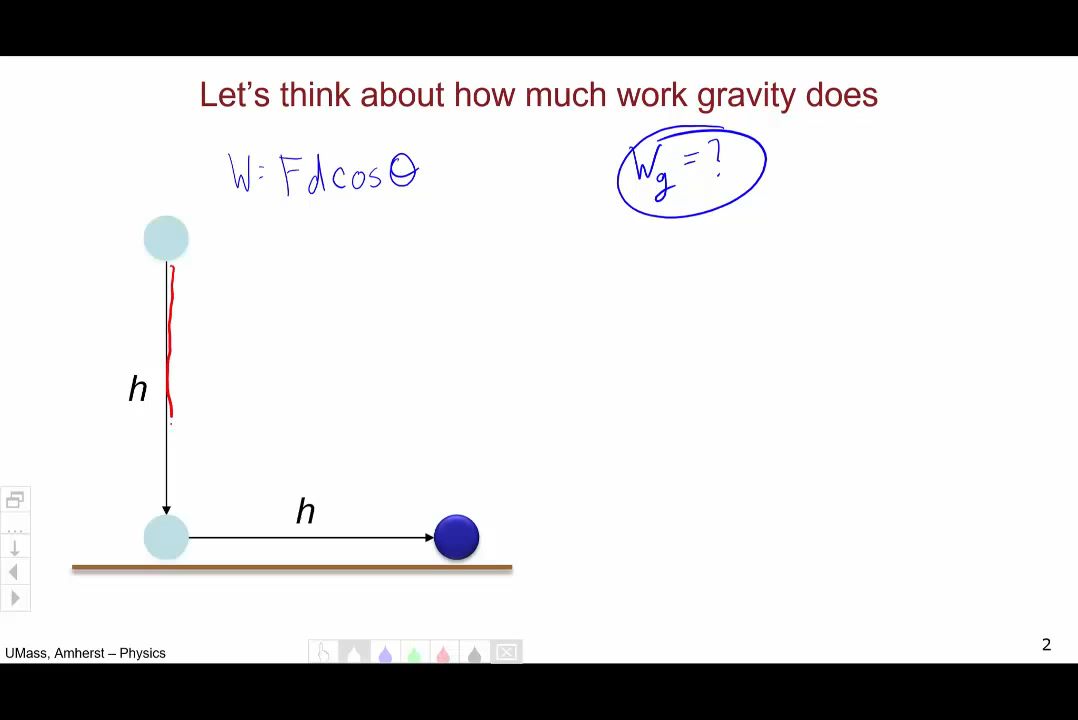 Let's think about how much work gravity does
W = Fdcosθ
Wg = ?
h
h
...
UMass, Amherst – Physics
2